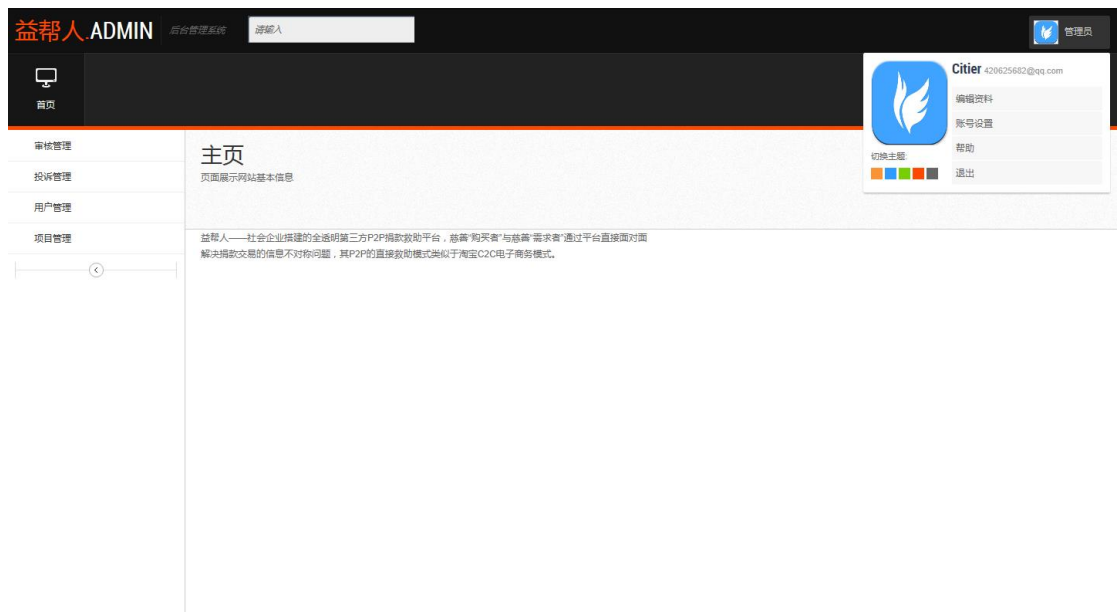 益帮人.ADMIN 后台管理系统 请输入 管理员
首页
Citier 420625682@qq.com
编辑资料
账号设置
帮助
退出
切换主题:
审核管理
投诉管理
用户管理
项目管理
主页
页面展示网站基本信息
益帮人——社会企业搭建的全透明第三方P2P捐款救助平台，慈善“购买者”与慈善“需求者”通过平台直接面对面
解决捐款交易的信息不对称问题，其P2P的直接救助模式类似于淘宝C2C电子商务模式。